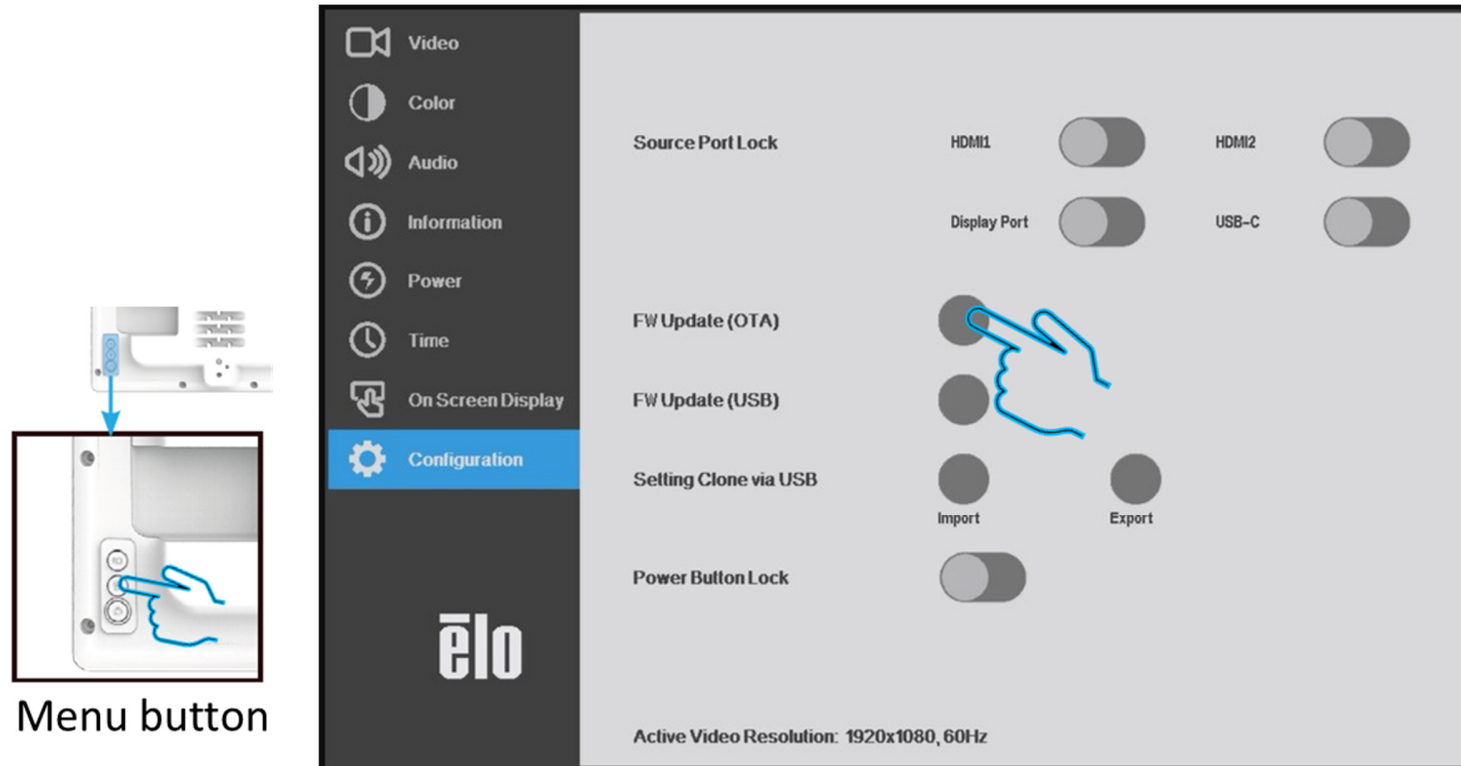 Video
Color
Audio
Information
Power
Time
On Screen Display
Configuration
ēlo
Source Port Lock
HDMI1
HDMI2
Display Port
USB-C
FW Update (OTA)
FW Update (USB)
Setting Clone via USB
Import
Export
Power Button Lock
Active Video Resolution: 1920x1080, 60Hz
Menu button